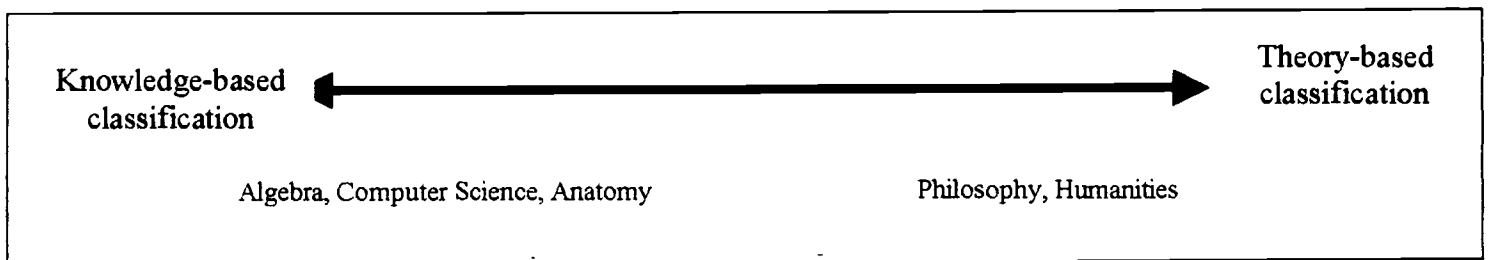 Knowledge-based
classification
Theory-based
classification
Algebra, Computer Science, Anatomy
Philosophy, Humanities